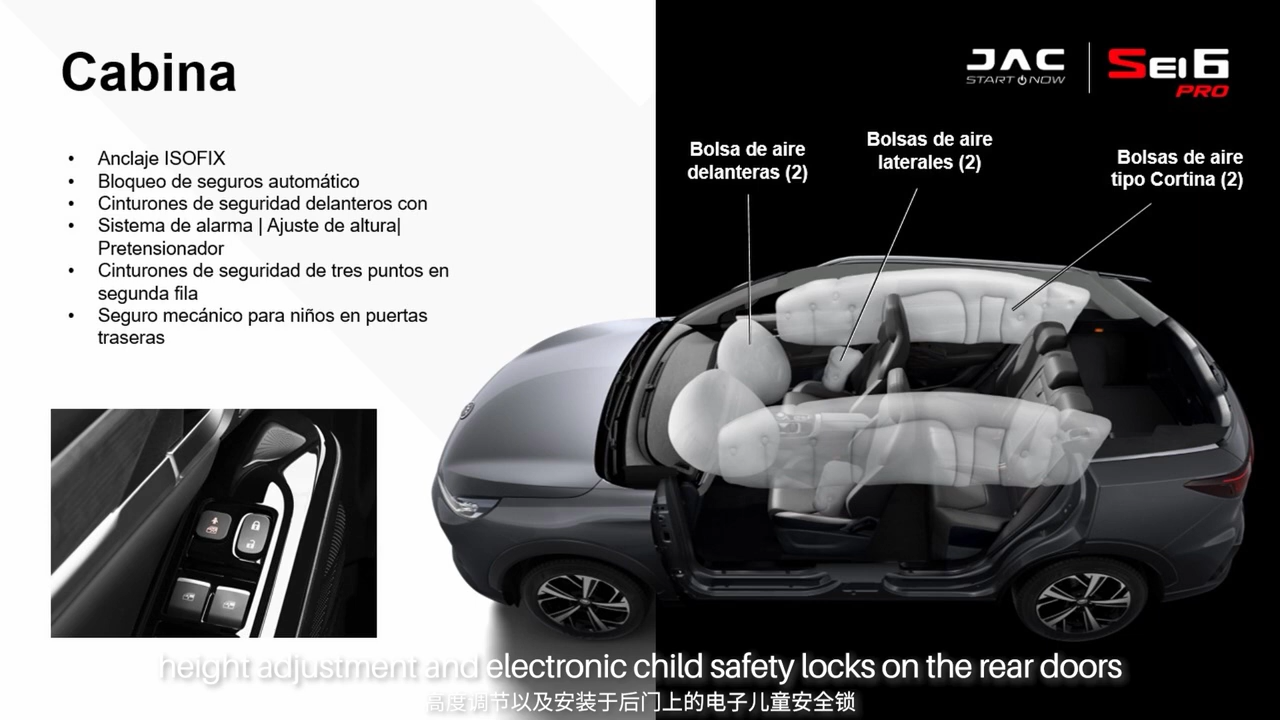 Cabina
• Anclaje ISOFIX
• Bloqueo de seguros automático
• Cinturones de seguridad delanteros con
• Sistema de alarma | Ajuste de altura|
Pretensionador
• Cinturones de seguridad de tres puntos en
segunda fila
• Seguro mecánico para niños en puertas
traseras
JAC
START NOW
SEI6
PRO
Bolsa de aire
delanteras (2)
Bolsas de aire
laterales (2)
Bolsas de aire
tipo Cortina (2)
height adjustment and electronic child safety locks on the rear doors
高度调节以及安装于后门上的电子儿童安全锁